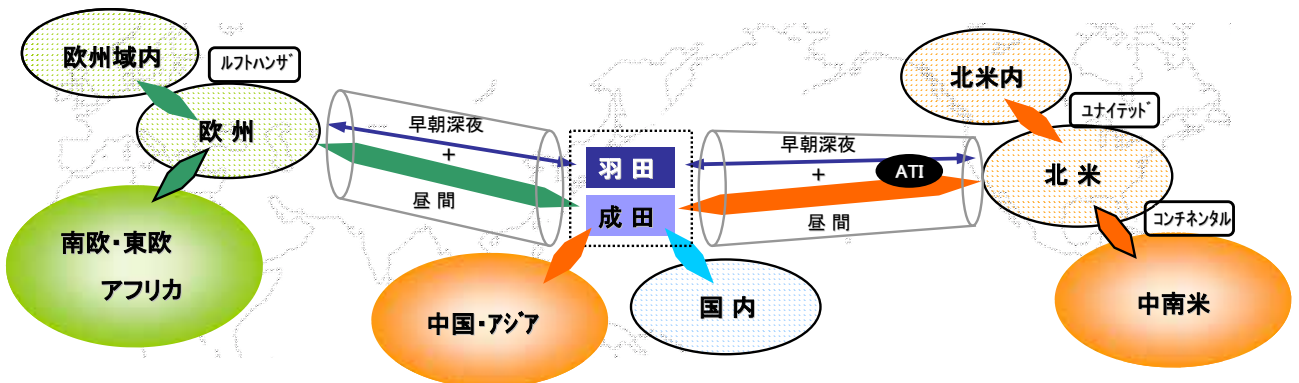 欧州域内
ﾙﾌﾄﾊﾝｻﾞ
欧 州
南欧・東欧
アフリカ
早朝深夜
+
昼 間
羽 田
成 田
中国・ｱｼﾞｱ
国 内
早朝深夜
+
ATI
昼 間
北米内
ﾕﾅｲﾃｯﾄﾞ
北 米
ｺﾝﾁﾈﾝﾀﾙ
中南米